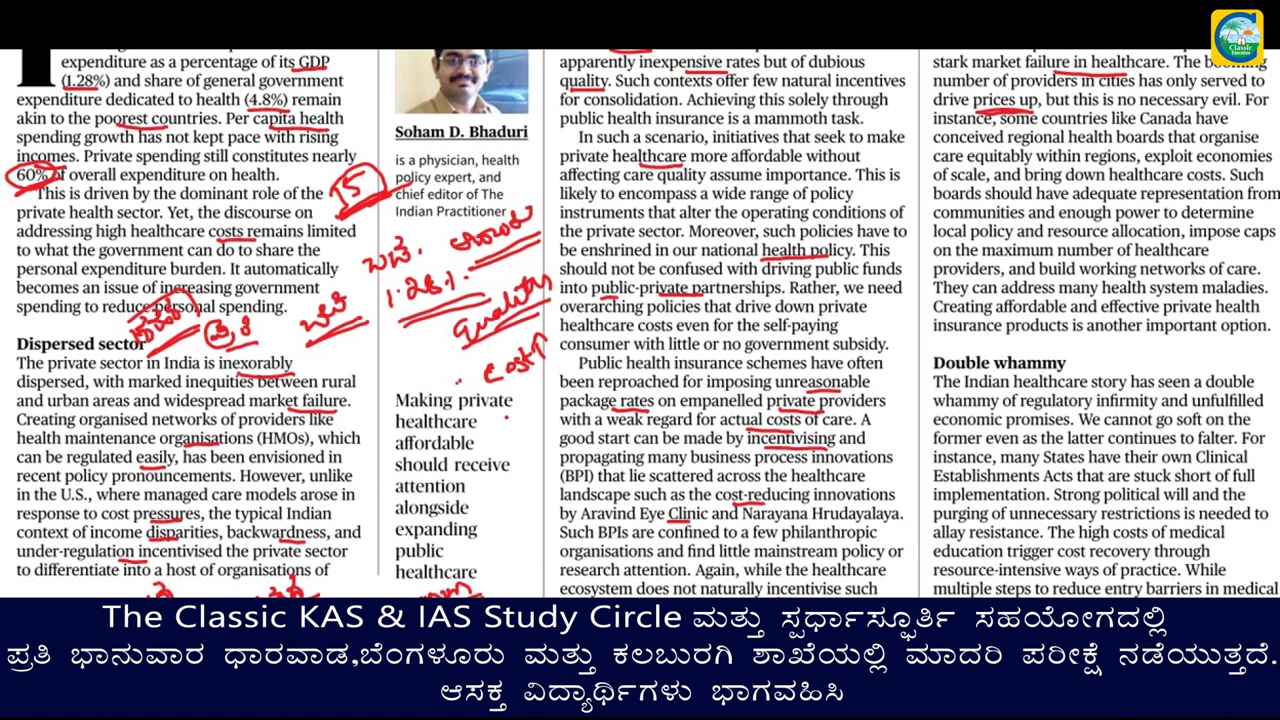 expenditure as a percentage of its GDP
(1.28%) and share of general government
expenditure dedicated to health (4.8%) remain
akin to the poorest countries. Per capita health
spending growth has not kept pace with rising
incomes. Private spending still constitutes nearly
60% of overall expenditure on health.
This is driven by the dominant role of the
private health sector. Yet, the discourse on
addressing high healthcare costs remains limited
to what the government can do to share the
personal expenditure burden. It automatically
becomes an issue of increasing government
spending to reduce personal spending.
Dispersed sector
The private sector in India is inexorably
dispersed, with marked inequities between rural
and urban areas and widespread market failure.
Creating organised networks of providers like
health maintenance organisations (HMOs), which
can be regulated easily, has been envisioned in
recent policy pronouncements. However, unlike
in the U.S., where managed care models arose in
response to cost pressures, the typical Indian
context of income disparities, backwardness, and
under-regulation incentivised the private sector
to differentiate into a host of organisations of
Soham D. Bhaduri
is a physician, health
policy expert, and
chief editor of The
Indian Practitioner
15
1.28%
Quality
Cost
Making private
healthcare
affordable
should receive
attention
alongside
expanding
public
healthcare
apparently inexpensive rates but of dubious
quality. Such contexts offer few natural incentives
for consolidation. Achieving this solely through
public health insurance is a mammoth task.
In such a scenario, initiatives that seek to make
private healthcare more affordable without
affecting care quality assume importance. This is
likely to encompass a wide range of policy
instruments that alter the operating conditions of
the private sector. Moreover, such policies have to
be enshrined in our national health policy. This
should not be confused with driving public funds
into public-private partnerships. Rather, we need
overarching policies that drive down private
healthcare costs even for the self-paying
consumer with little or no government subsidy.
Public health insurance schemes have often
been reproached for imposing unreasonable
package rates on empanelled private providers
with a weak regard for actual costs of care. A
good start can be made by incentivising and
propagating many business process innovations
(BPI) that lie scattered across the healthcare
landscape such as the cost-reducing innovations
by Aravind Eye Clinic and Narayana Hrudayalaya.
Such BPIs are confined to a few philanthropic
organisations and find little mainstream policy or
research attention. Again, while the healthcare
ecosystem does not naturally incentivise such
stark market failure in healthcare. The booming
number of providers in cities has only served to
drive prices up, but this is no necessary evil. For
instance, some countries like Canada have
conceived regional health boards that organise
care equitably within regions, exploit economies
of scale, and bring down healthcare costs. Such
boards should have adequate representation from
communities and enough power to determine
local policy and resource allocation, impose caps
on the maximum number of healthcare
providers, and build working networks of care.
They can address many health system maladies.
Creating affordable and effective private health
insurance products is another important option.
Double whammy
The Indian healthcare story has seen a double
whammy of regulatory infirmity and unfulfilled
economic promises. We cannot go soft on the
former even as the latter continues to falter. For
instance, many States have their own Clinical
Establishments Acts that are stuck short of full
implementation. Strong political will and the
purging of unnecessary restrictions is needed to
allay resistance. The high costs of medical
education trigger cost recovery through
resource-intensive ways of practice. While
multiple steps to reduce entry barriers in medical
Classic
Education
The Classic KAS & IAS Study Circle ಮತ್ತು ಸ್ಪರ್ಧಾಸ್ಫೂರ್ತಿ ಸಹಯೋಗದಲ್ಲಿ
ಪ್ರತಿ ಭಾನುವಾರ ಧಾರವಾಡ,ಬೆಂಗಳೂರು ಮತ್ತು ಕಲಬುರಗಿ ಶಾಖೆಯಲ್ಲಿ ಮಾದರಿ ಪರೀಕ್ಷೆ ನಡೆಯುತ್ತದೆ.
ಆಸಕ್ತ ವಿದ್ಯಾರ್ಥಿಗಳು ಭಾಗವಹಿಸಿ